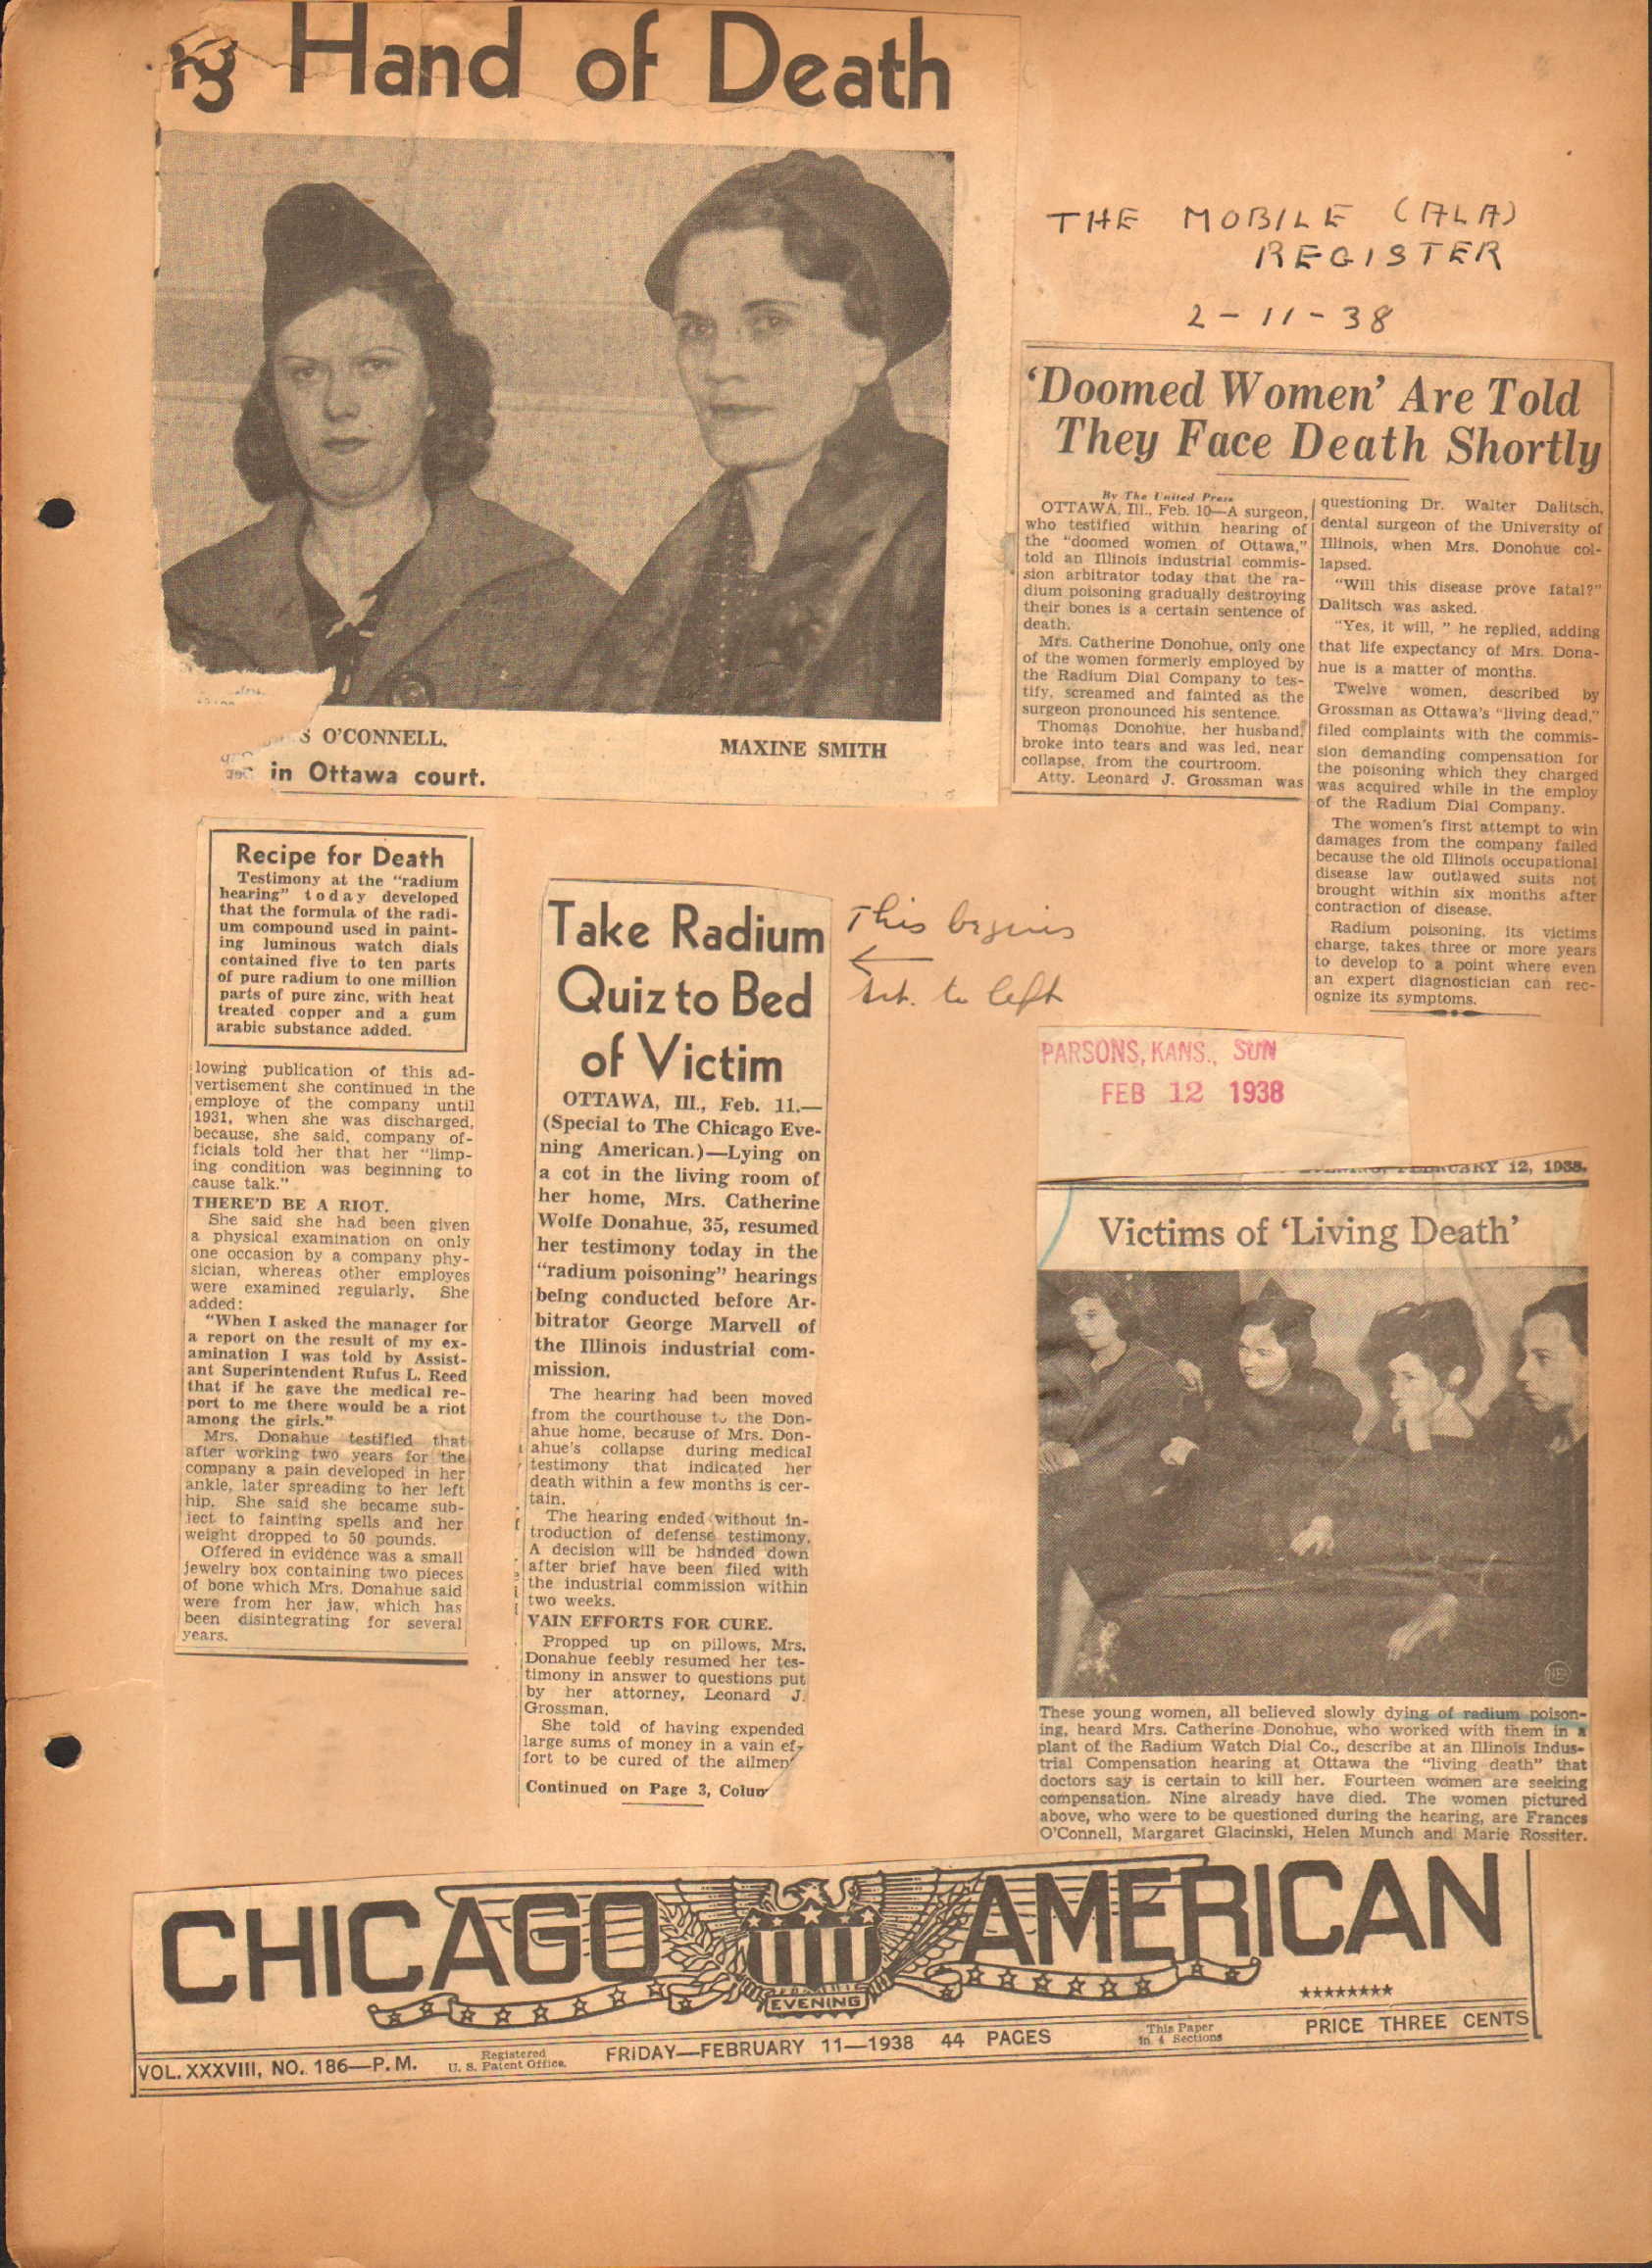 Hand of Death
O'CONNELL.
MAXINE SMITH
in Ottawa court.
THE MOBILE (ALA)
REGISTER
2-11-38
'Doomed Women' Are Told
They Face Death Shortly
By The United Press
OTTAWA, Ill., Feb. 10—A surgeon,
who testified within hearing of
the "doomed women of Ottawa,"
told an Illinois industrial commis-
sion arbitrator today that the ra-
dium poisoning gradually destroying
their bones is a certain sentence of
death.
Mrs. Catherine Donohue, only one
of the women formerly employed by
the Radium Dial Company to tes-
tify, screamed and fainted as the
surgeon pronounced his sentence.
Thomas Donohue, her husband,
broke into tears and was led, near
collapse, from the courtroom.
Atty. Leonard J. Grossman was
questioning Dr. Walter Dalitsch,
dental surgeon of the University of
Illinois, when Mrs. Donohue col-
lapsed.
"Will this disease prove fatal?"
Dalitsch was asked.
"Yes, it will, " he replied, adding
that life expectancy of Mrs. Dona-
hue is a matter of months.
Twelve women, described by
Grossman as Ottawa's "living dead,"
filed complaints with the commis-
sion demanding compensation for
the poisoning which they charged
was acquired while in the employ
of the Radium Dial Company.
The women's first attempt to win
damages from the company failed
because the old Illinois occupational
disease law outlawed suits not
brought within six months after
contraction of disease.
Radium poisoning, its victims
charge, takes three or more years
to develop to a point where even
an expert diagnostician can rec-
ognize its symptoms.
Recipe for Death
Testimony at the "radium
hearing" today developed
that the formula of the radi-
um compound used in paint-
ing luminous watch dials
contained five to ten parts
of pure radium to one million
parts of pure zinc, with heat
treated copper and a gum
arabic substance added.
lowing publication of this ad-
vertisement she continued in the
employe of the company until
1931, when she was discharged,
because, she said, company of-
ficials told her that her "limp-
ing condition was beginning to
cause talk."
THERE'D BE A RIOT.
She said she had been given
a physical examination on only
one occasion by a company phy-
sician, whereas other employes
were examined regularly. She
added:
"When I asked the manager for
a report on the result of my ex-
amination I was told by Assist-
ant Superintendent Rufus L. Reed
that if he gave the medical re-
port to me there would be a riot
among the girls."
Mrs. Donahue testified that
after working two years for the
company a pain developed in her
ankle, later spreading to her left
hip. She said she became sub-
ject to fainting spells and her
weight dropped to 50 pounds.
Offered in evidence was a small
jewelry box containing two pieces
of bone which Mrs. Donahue said
were from her jaw, which has
been disintegrating for several
years.
Take Radium
Quiz to Bed
of Victim
OTTAWA, Ill., Feb. 11.—
(Special to The Chicago Eve-
ning American.)—Lying on
a cot in the living room of
her home, Mrs. Catherine
Wolfe Donahue, 35, resumed
her testimony today in the
"radium poisoning" hearings
being conducted before Ar-
bitrator George Marvell of
the Illinois industrial com-
mission.
The hearing had been moved
from the courthouse to the Don-
ahue home, because of Mrs. Don-
ahue's collapse during medical
testimony that indicated her
death within a few months is cer-
tain.
The hearing ended without in-
troduction of defense testimony.
A decision will be handed down
after brief have been filed with
the industrial commission within
two weeks.
VAIN EFFORTS FOR CURE.
Propped up on pillows, Mrs.
Donahue feebly resumed her tes-
timony in answer to questions put
by her attorney, Leonard J.
Grossman.
She told of having expended
large sums of money in a vain ef-
fort to be cured of the ailmen
Continued on Page 3, Colum
This begins
to left
PARSONS, KANS., SUN
FEB 12 1938
FEBRUARY 12, 1938.
Victims of 'Living Death'
NEA
These young women, all believed slowly dying of radium poison-
ing, heard Mrs. Catherine Donohue, who worked with them in a
plant of the Radium Watch Dial Co., describe at an Illinois Indus-
trial Compensation hearing at Ottawa the "living death" that
doctors say is certain to kill her. Fourteen women are seeking
compensation. Nine already have died. The women pictured
above, who were to be questioned during the hearing, are Frances
O'Connell, Margaret Glacinski, Helen Munch and Marie Rossiter.
CHICAGO AMERICAN
EVENING
VOL. XXXVIII, NO. 186—P.M. Registered U. S. Patent Office. FRIDAY—FEBRUARY 11—1938 44 PAGES This Paper in 4 Sections PRICE THREE CENTS